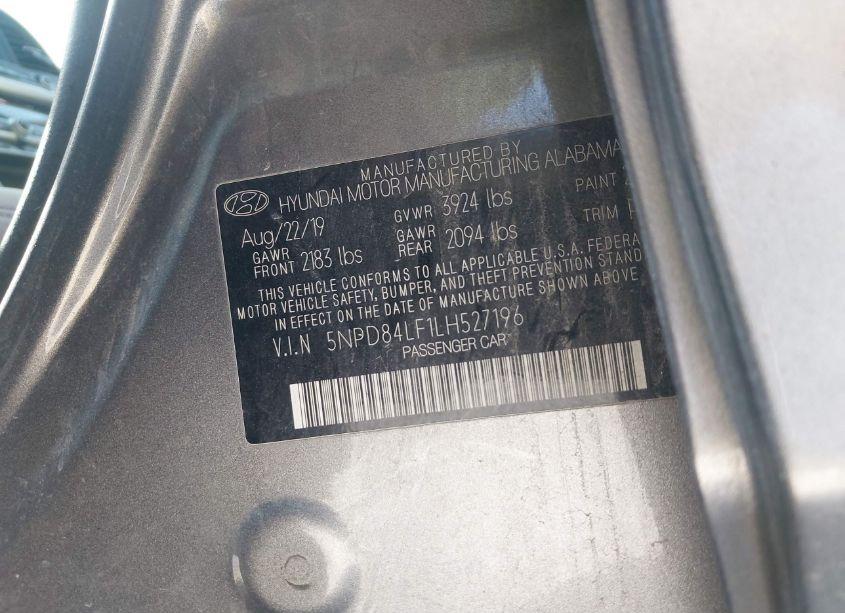 MANUFACTURED BY
HYUNDAI MOTOR MANUFACTURING ALABAMA
Aug/22/19 GVWR 3924 lbs PAINT
GAWR FRONT 2183 lbs GAWR REAR 2094 lbs TRIM
THIS VEHICLE CONFORMS TO ALL APPLICABLE U.S.A. FEDERA
MOTOR VEHICLE SAFETY, BUMPER, AND THEFT PREVENTION STAND
IN EFFECT ON THE DATE OF MANUFACTURE SHOWN ABOVE
V.I.N 5NPD84LF1LH527196
PASSENGER CAR